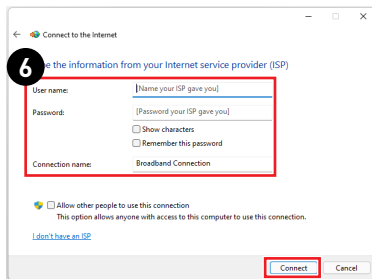 Connect to the Internet
6
e the information from your Internet service provider (ISP)
User name:
[Name your ISP gave you]
Password:
[Password your ISP gave you]
Show characters
Remember this password
Connection name:
Broadband Connection
Allow other people to use this connection
This option allows anyone with access to this computer to use this connection.
I don't have an ISP
Connect
Cancel